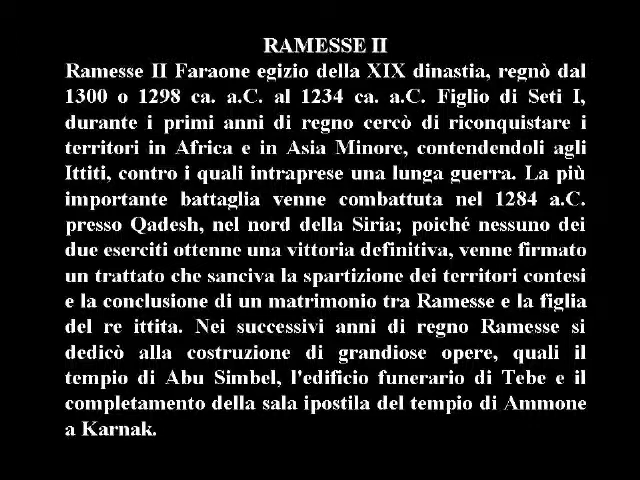 RAMESSE II
Ramesse II Faraone egizio della XIX dinastia, regnò dal
1300 o 1298 ca. a.C. al 1234 ca. a.C. Figlio di Seti I,
durante i primi anni di regno cercò di riconquistare i
territori in Africa e in Asia Minore, contendendoli agli
Ittiti, contro i quali intraprese una lunga guerra. La più
importante battaglia venne combattuta nel 1284 a.C.
presso Qadesh, nel nord della Siria; poiché nessuno dei
due eserciti ottenne una vittoria definitiva, venne firmato
un trattato che sanciva la spartizione dei territori contesi
e la conclusione di un matrimonio tra Ramesse e la figlia
del re ittita. Nei successivi anni di regno Ramesse si
dedicò alla costruzione di grandiose opere, quali il
tempio di Abu Simbel, l'edificio funerario di Tebe e il
completamento della sala ipostila del tempio di Ammone
a Karnak.